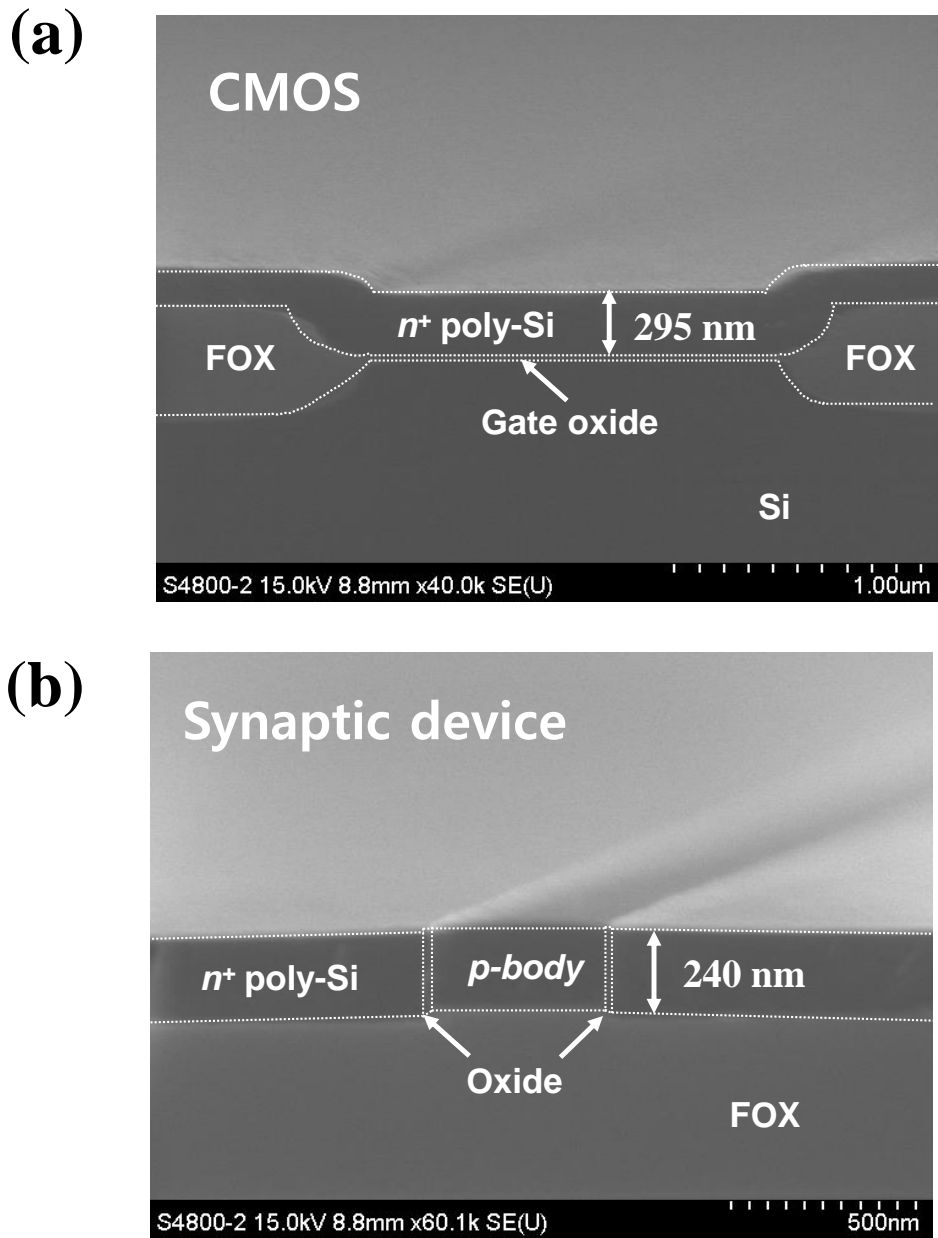 (a)
CMOS
n+ poly-Si
295 nm
FOX
FOX
Gate oxide
Si
S4800-2 15.0kV 8.8mm x40.0k SE(U)
1.00um
(b)
Synaptic device
n+ poly-Si
p-body
240 nm
Oxide
FOX
S4800-2 15.0kV 8.8mm x60.1k SE(U)
500nm